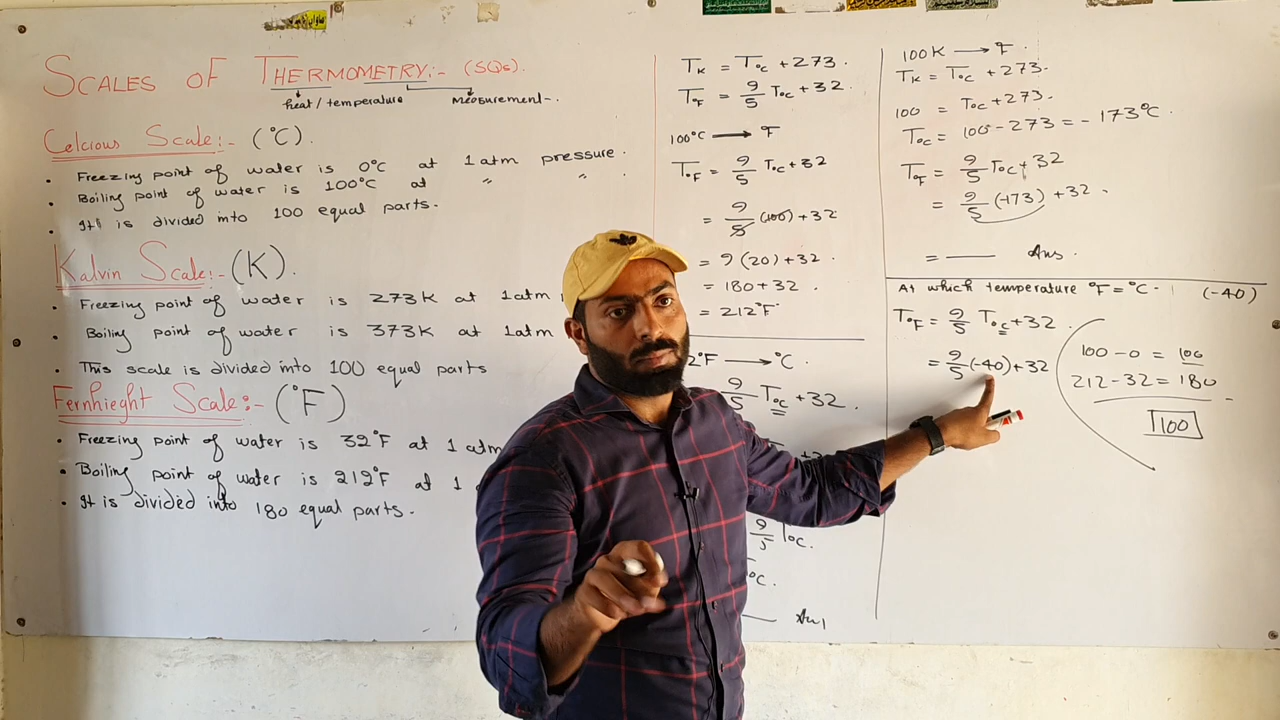 SCALES OF THERMOMETRY:- (SQs).
heat / temperature measurement-.
Celcious Scale:- (°C)
• Freezing point of water is 0°C at 1 atm pressure.
• Boiling point of water is 100°C at " " .
• It is divided into 100 equal parts.
Kalvin Scale:- (K).
• Freezing point of water is 273K at 1atm
• Boiling point of water is 373K at 1atm
• This scale is divided into 100 equal parts
Fernhieght Scale:- (°F)
• Freezing point of water is 32°F at 1 atm
• Boiling point of water is 212°F at 1
• It is divided into 180 equal parts.
TK = T°C + 273.
T°F = 9/5 T°C + 32.
100°C → °F
T°F = 9/5 T°C + 32
= 9/5 (100) + 32
= 9 (20) + 32.
= 180 + 32.
= 212°F
2°F → °C.
9/5 T°C + 32.
9/5 T°C.
°C.
Ans
100K → °F.
TK = T°C + 273.
100 = T°C + 273.
T°C = 100 - 273 = - 173°C.
T°F = 9/5 T°C + 32
= 9/5 (-173) + 32.
= —— Ans.
At which temperature °F = °C. (-40)
T°F = 9/5 T°C + 32.
= 9/5 (-40) + 32
100 - 0 = 100
212 - 32 = 180
100